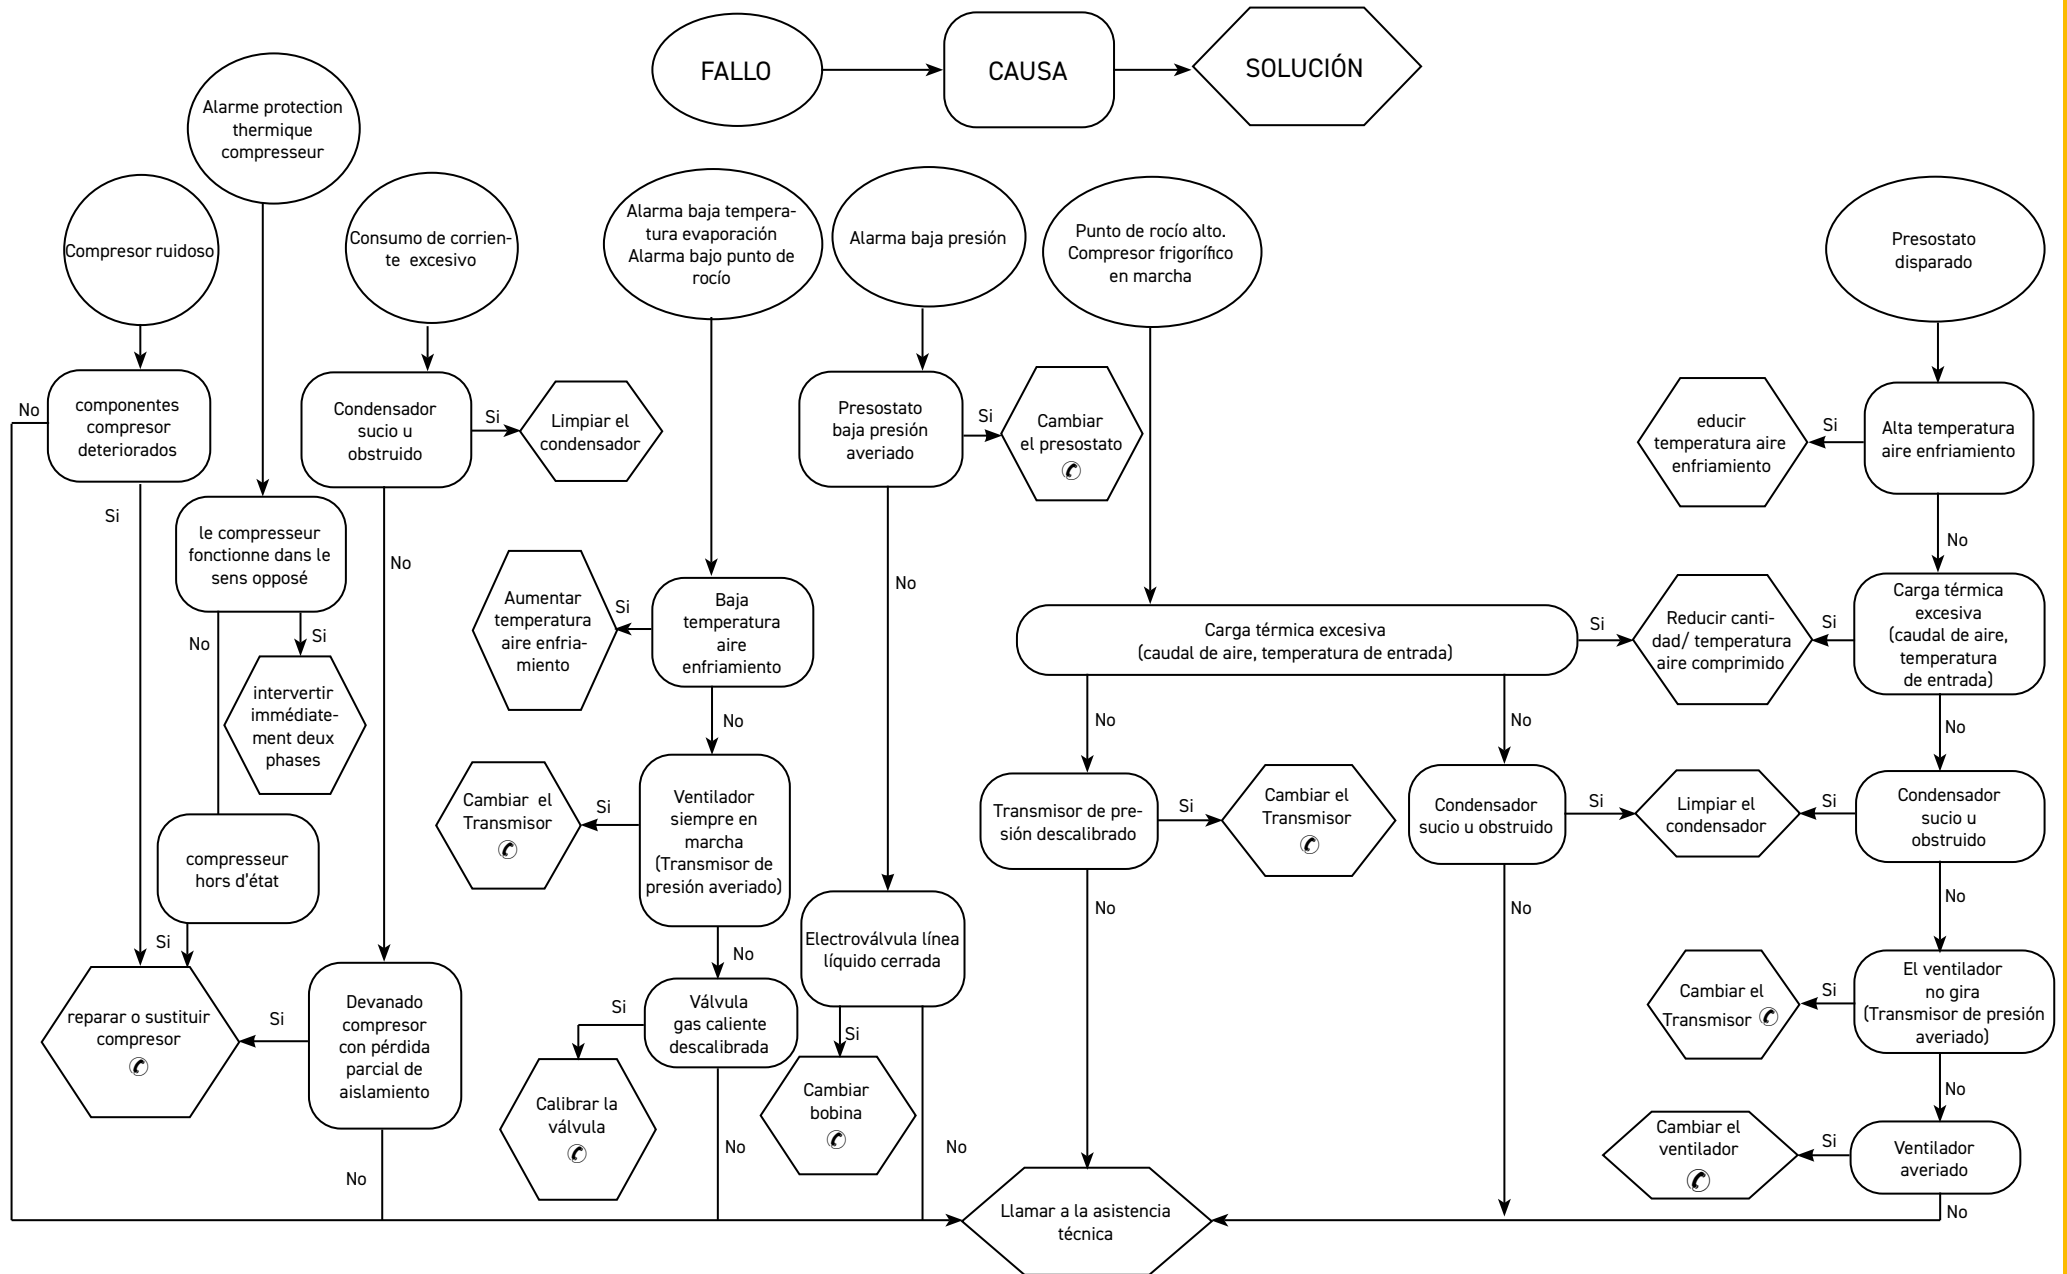 FALLO
CAUSA
SOLUCIÓN
Alarme protection
thermique
compresseur
Compresor ruidoso
Consumo de corrien-
te excesivo
Alarma baja tempera-
tura evaporación
Alarma bajo punto de
rocío
Alarma baja presión
Punto de rocío alto.
Compresor frigorífico
en marcha
Presostato
disparado
No
componentes
compresor
deteriorados
Si
Condensador
sucio u
obstruido
Si
Limpiar el
condensador
No
Presostato
baja presión
averiado
Si
Cambiar
el presostato
No
educir
temperatura aire
enfriamiento
Si
Alta temperatura
aire enfriamiento
No
le compresseur
fonctionne dans le
sens opposé
No
Si
intervertir
immédiate-
ment deux
phases
Aumentar
temperatura
aire enfria-
miento
Si
Baja
temperatura
aire
enfriamiento
No
Carga térmica excesiva
(caudal de aire, temperatura de entrada)
Si
Reducir canti-
dad/ temperatura
aire comprimido
Si
Carga térmica
excesiva
(caudal de aire,
temperatura
de entrada)
No
No
No
Cambiar el
Transmisor
Si
Ventilador
siempre en
marcha
(Transmisor de
presión averiado)
No
Transmisor de pre-
sión descalibrado
Si
Cambiar el
Transmisor
No
Condensador
sucio u obstruido
Si
Limpiar el
condensador
Si
Condensador
sucio u
obstruido
No
No
compresseur
hors d'état
Si
Electroválvula línea
líquido cerrada
Si
No
reparar o sustituir
compresor
Si
Devanado
compresor
con pérdida
parcial de
aislamiento
No
Si
Válvula
gas caliente
descalibrada
No
Calibrar la
válvula
Cambiar
bobina
Cambiar el
Transmisor
Si
El ventilador
no gira
(Transmisor de presión
averiado)
No
Cambiar el
ventilador
Si
Ventilador
averiado
No
Llamar a la asistencia
técnica